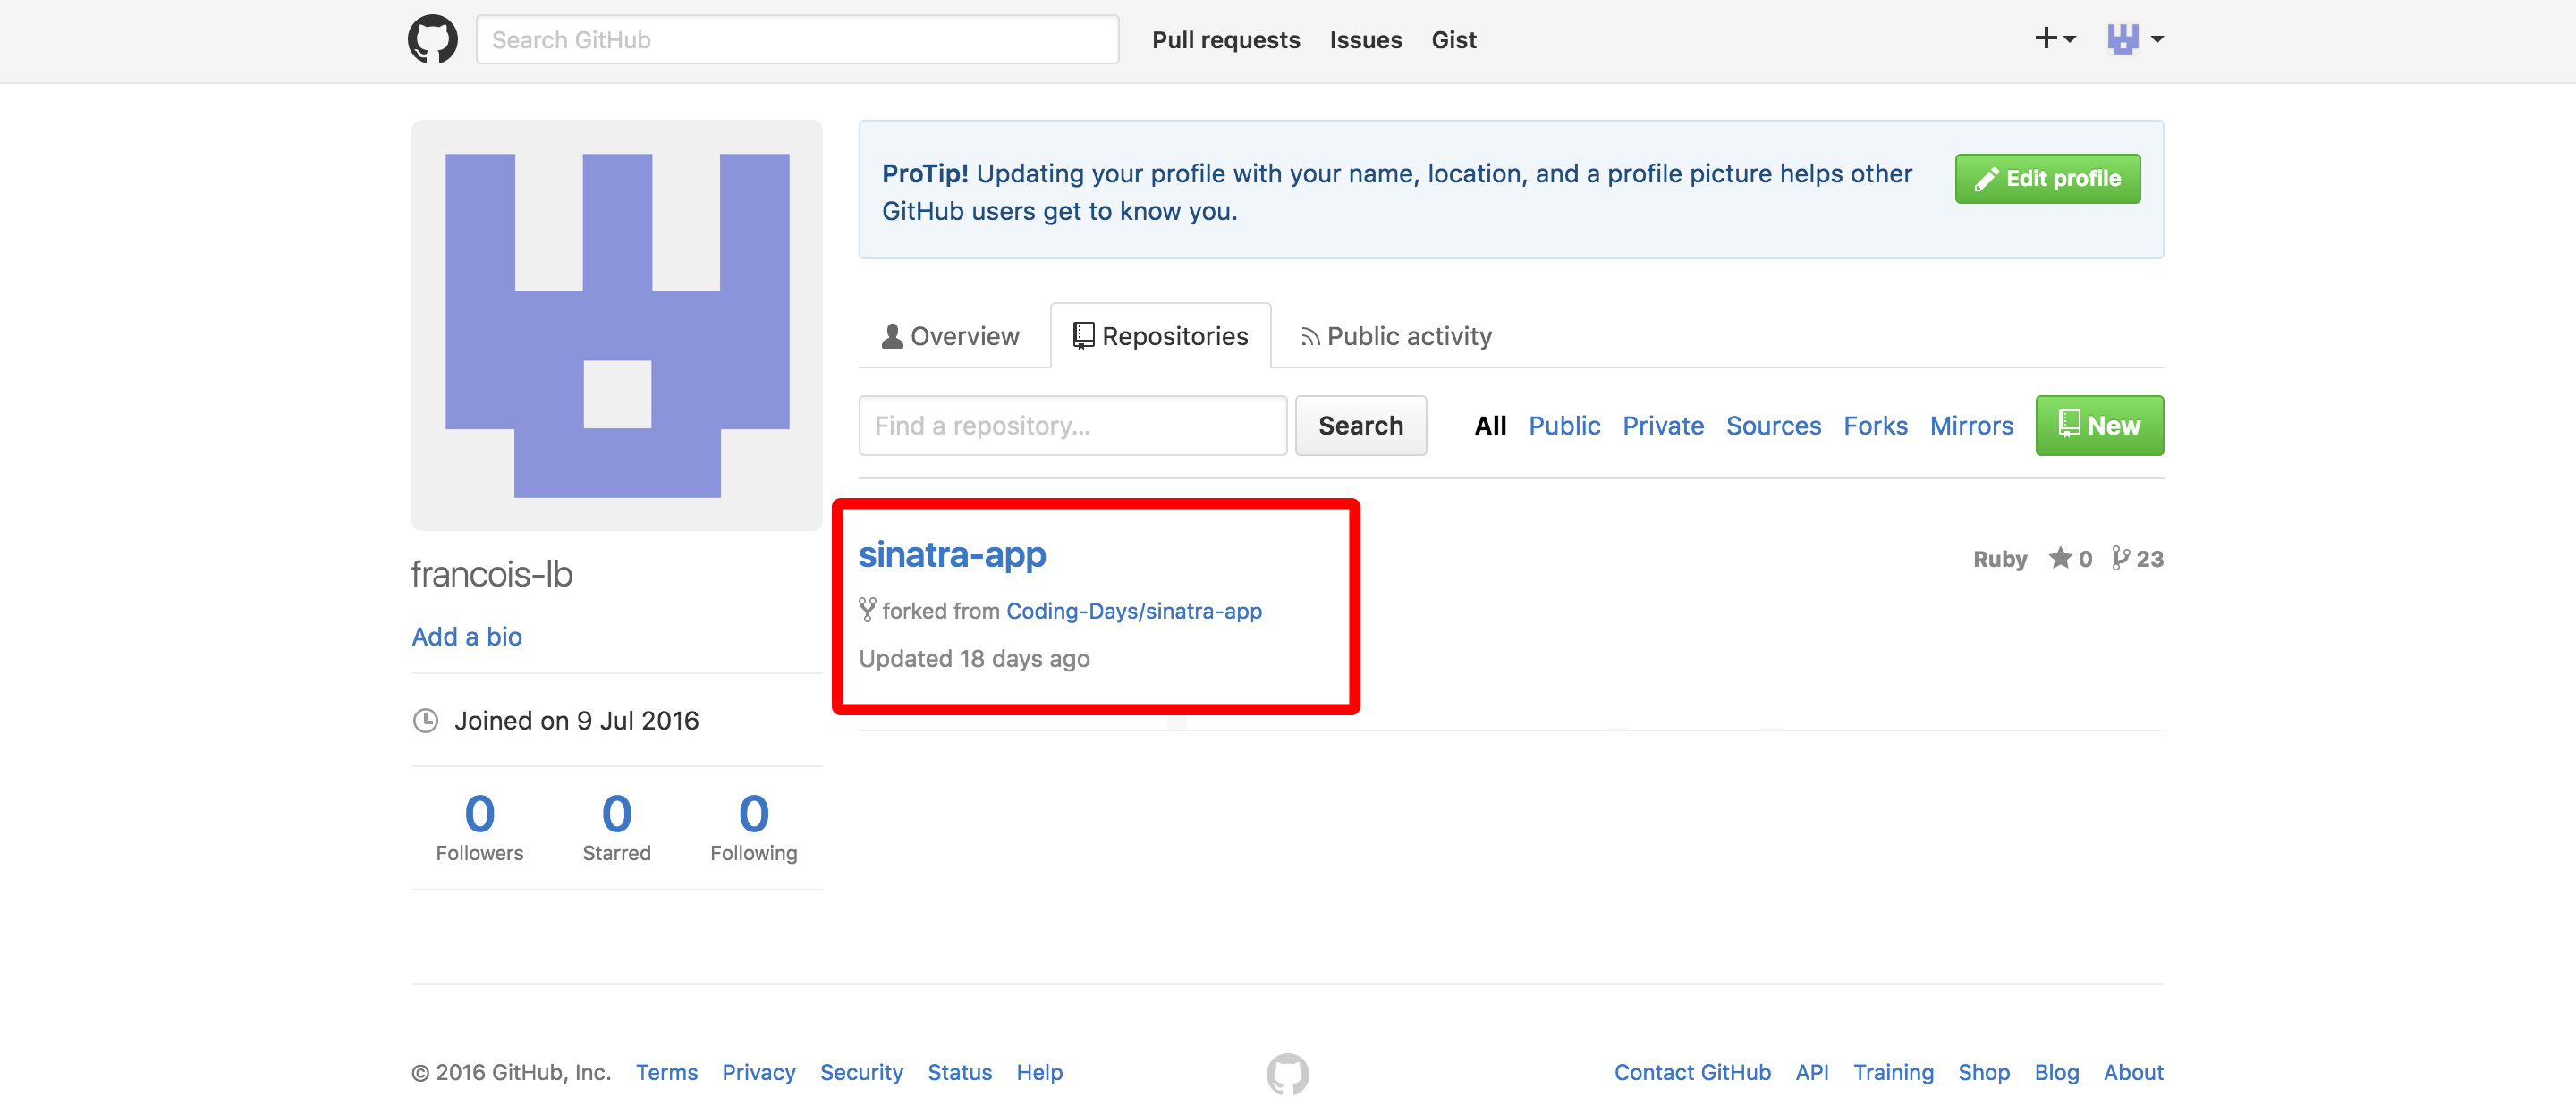 Search GitHub
Pull requests Issues Gist
ProTip! Updating your profile with your name, location, and a profile picture helps other
GitHub users get to know you.
Edit profile
Overview Repositories Public activity
Find a repository... Search All Public Private Sources Forks Mirrors New
sinatra-app
forked from Coding-Days/sinatra-app
Updated 18 days ago
Ruby 0 23
francois-lb
Add a bio
Joined on 9 Jul 2016
0 0 0
Followers Starred Following
© 2016 GitHub, Inc. Terms Privacy Security Status Help
Contact GitHub API Training Shop Blog About